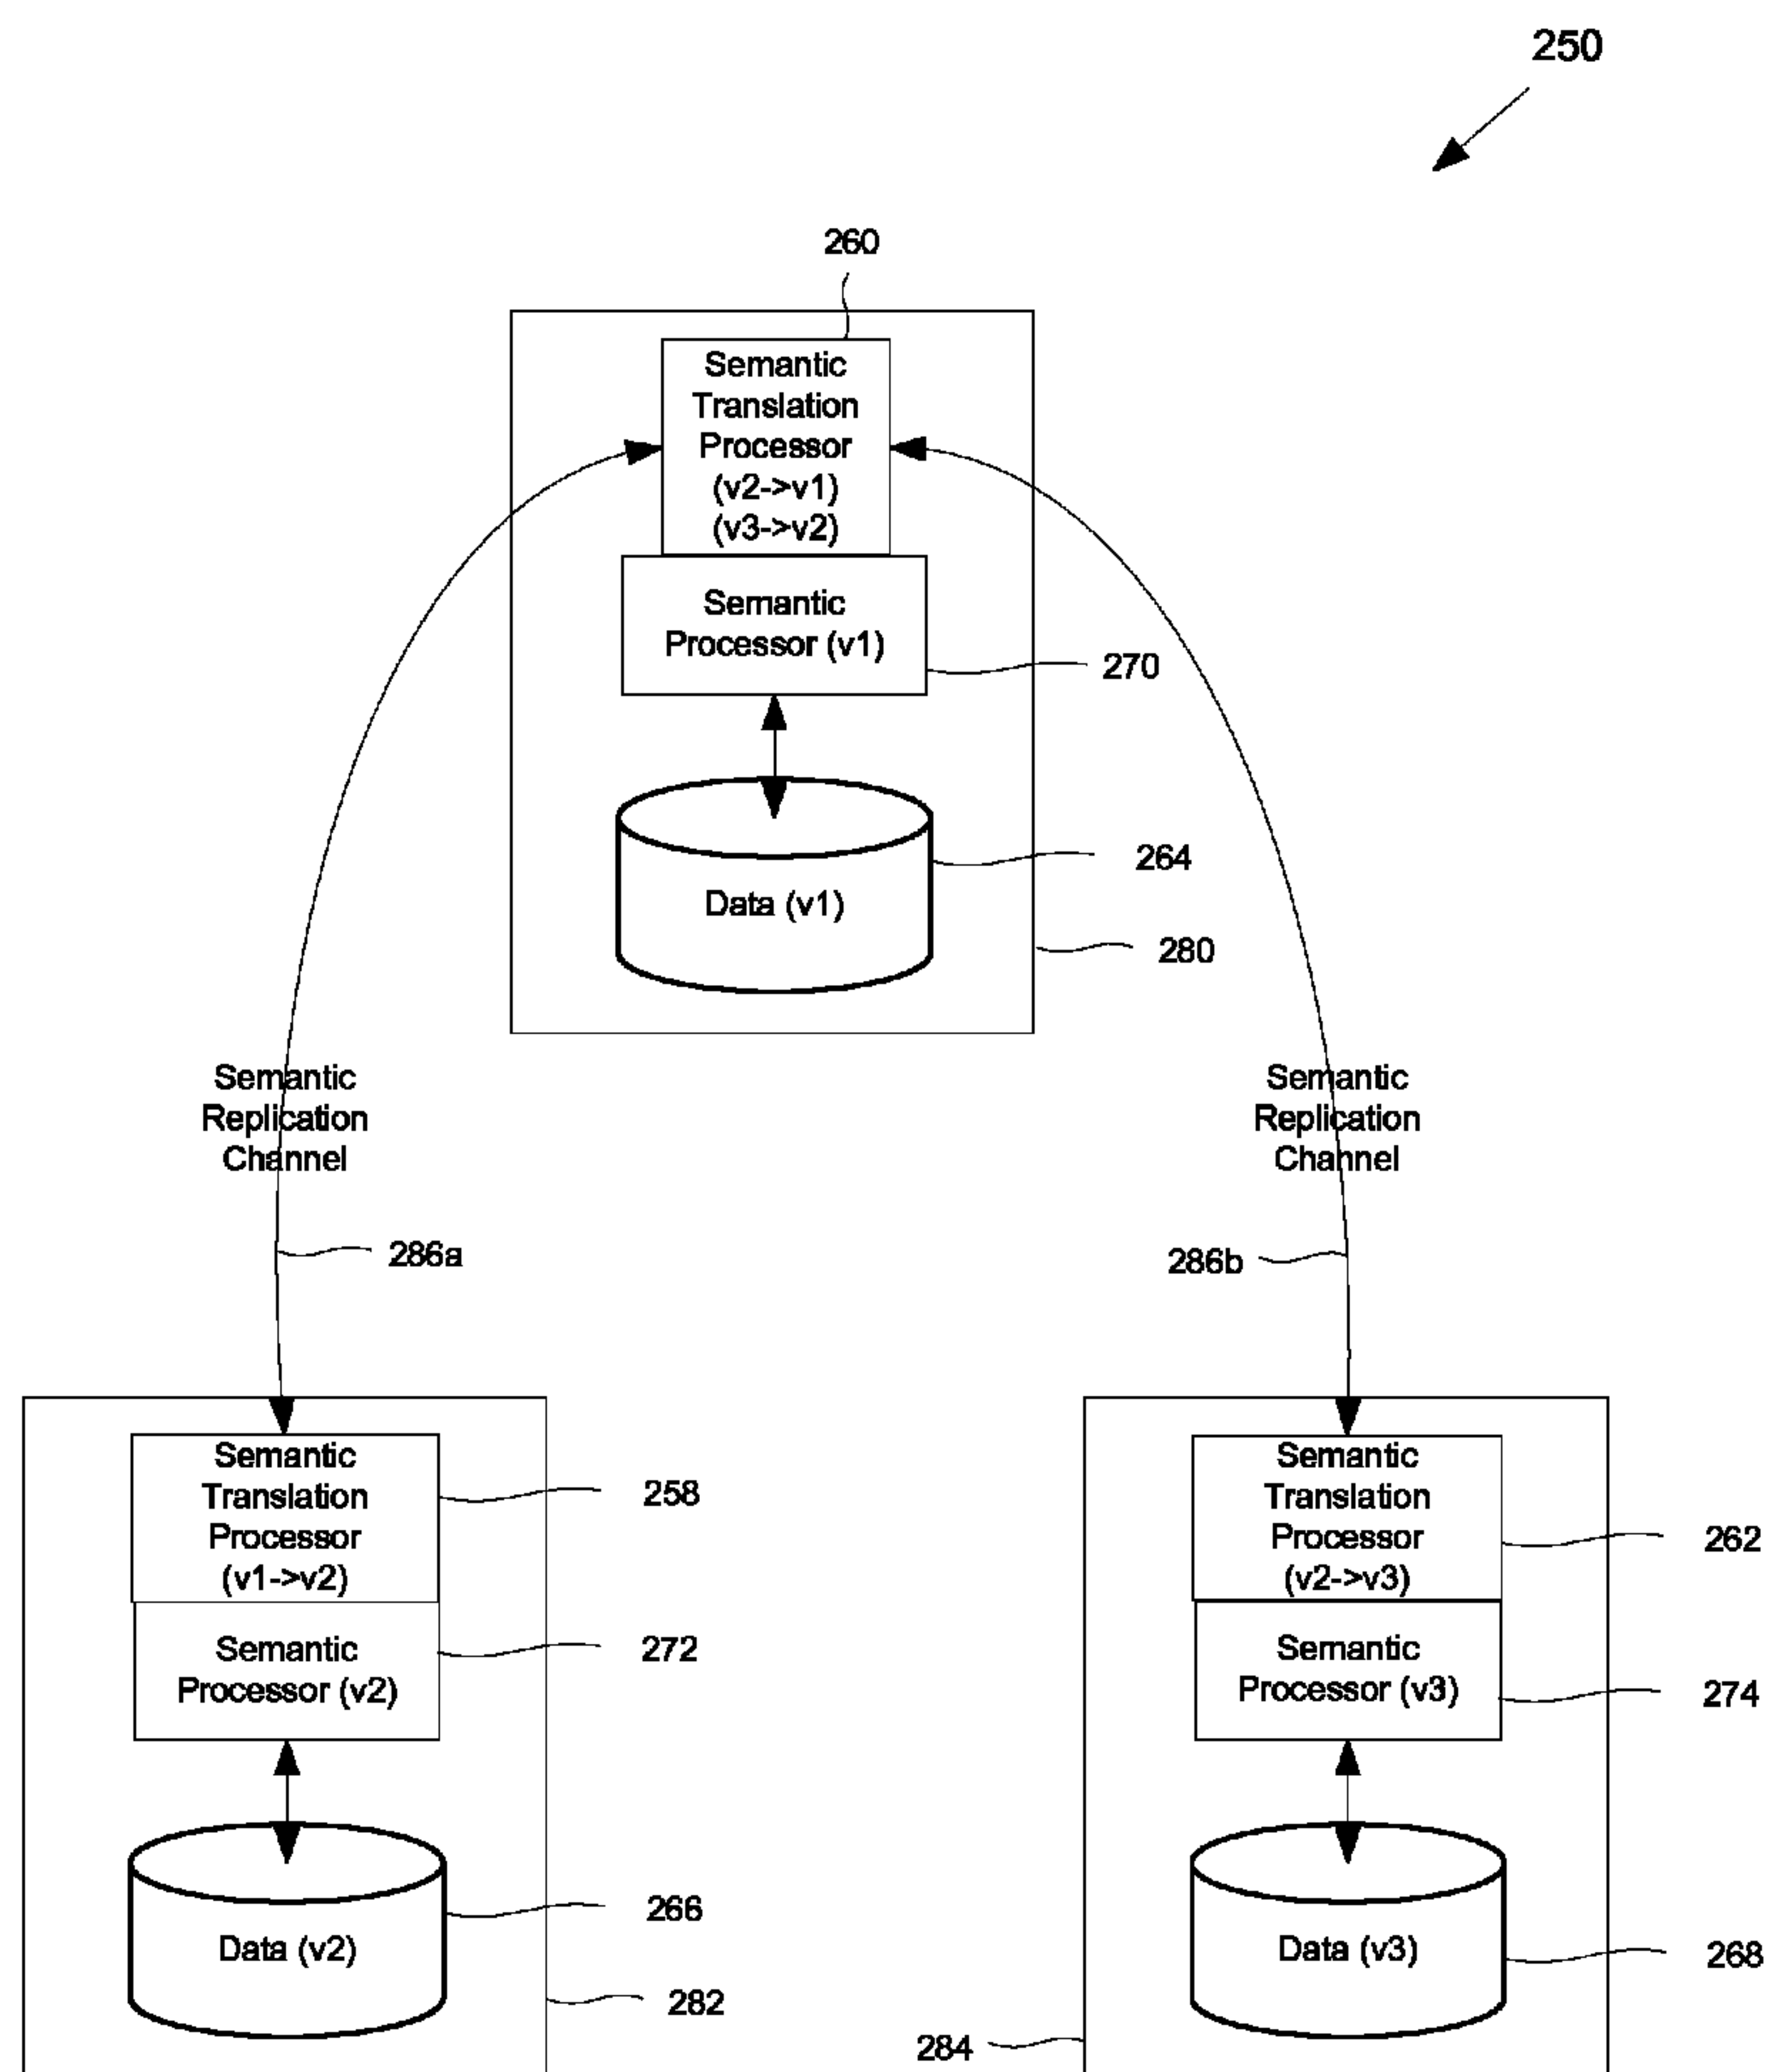 250
260
Semantic
Translation
Processor
(v2->v1)
(v3->v2)
Semantic
Processor (v1)
270
264
Data (v1)
280
Semantic
Replication
Channel
Semantic
Replication
Channel
286a
286b
Semantic
Translation
Processor
(v1->v2)
258
Semantic
Translation
Processor
(v2->v3)
262
Semantic
Processor (v2)
272
Semantic
Processor (v3)
274
266
Data (v2)
282
Data (v3)
268
284